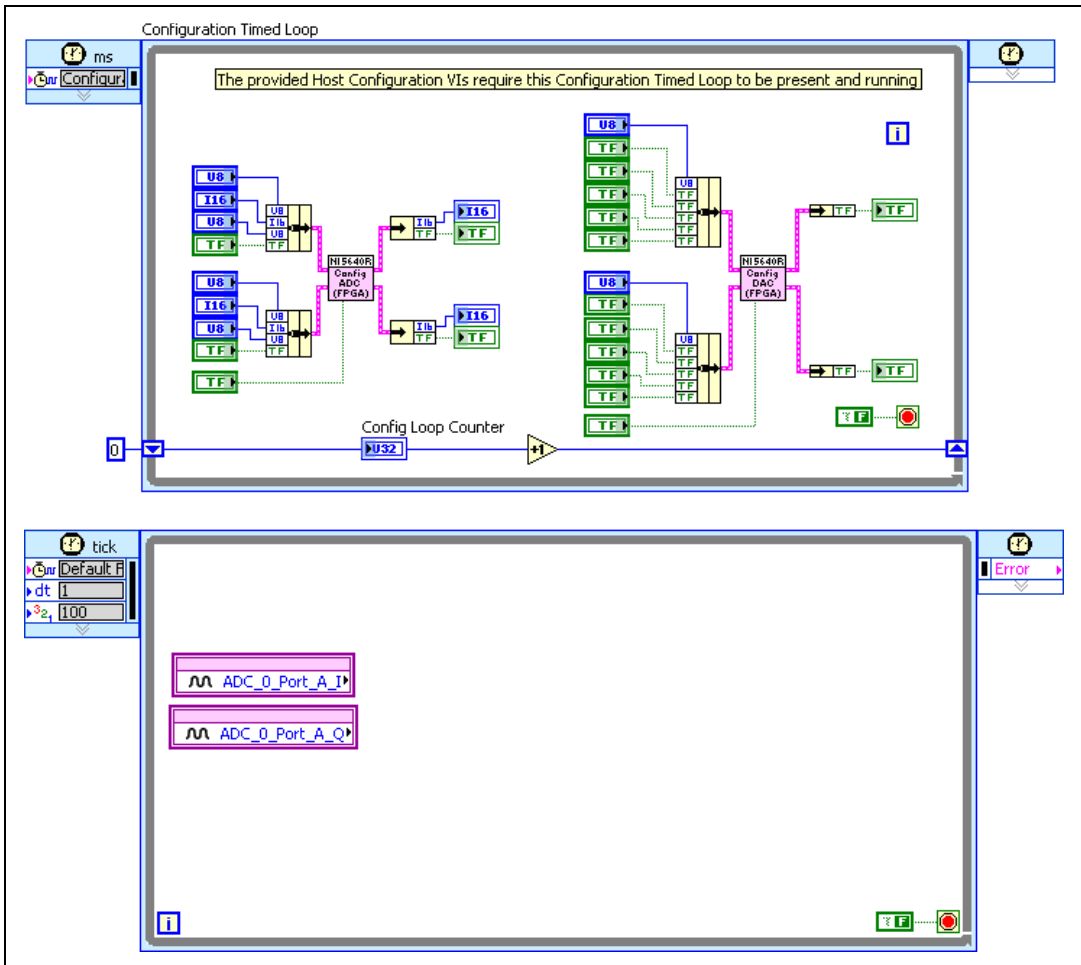 Configuration Timed Loop
ms
Configur
The provided Host Configuration VIs require this Configuration Timed Loop to be present and running
U8
TF
TF
TF
TF
TF
i
U8
I16
U8
TF
U8
I16
U8
TF
I16
TF
I16
TF
U8
TF
TF
TF
TF
TF
TF
TF
NI5640R
Config
ADC
(FPGA)
NI5640R
Config
DAC
(FPGA)
U8
I16
U8
TF
U8
I16
U8
TF
I16
TF
I16
TF
U8
TF
TF
TF
TF
TF
U8
TF
TF
TF
TF
TF
TF
TF
TF
TF
F
TF
Config Loop Counter
0
U32
+1
tick
Default F
dt 1
321 100
Error
ADC_0_Port_A_I
ADC_0_Port_A_Q
i
F